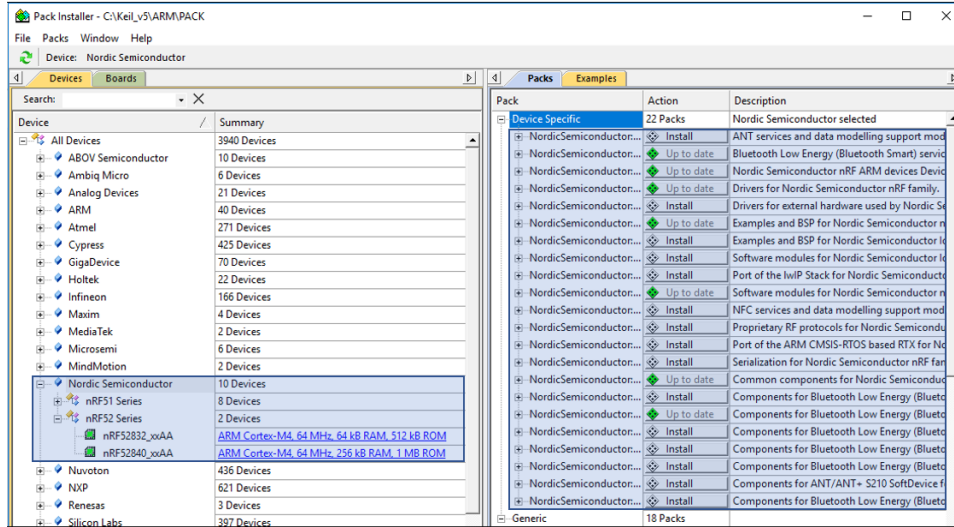 Pack Installer - C:\Keil_v5\ARM\PACK
File Packs Window Help
Device: Nordic Semiconductor
Devices Boards
Search:
Device Summary
All Devices 3940 Devices
ABOV Semiconductor 10 Devices
Ambiq Micro 6 Devices
Analog Devices 21 Devices
ARM 40 Devices
Atmel 271 Devices
Cypress 425 Devices
GigaDevice 70 Devices
Holtek 22 Devices
Infineon 166 Devices
Maxim 4 Devices
MediaTek 2 Devices
Microsemi 6 Devices
MindMotion 2 Devices
Nordic Semiconductor 10 Devices
nRF51 Series 8 Devices
nRF52 Series 2 Devices
nRF52832_xxAA ARM Cortex-M4, 64 MHz, 64 kB RAM, 512 kB ROM
nRF52840_xxAA ARM Cortex-M4, 64 MHz, 256 kB RAM, 1 MB ROM
Nuvoton 436 Devices
NXP 621 Devices
Renesas 3 Devices
Silicon Labs 397 Devices
Packs Examples
Pack Action Description
Device Specific 22 Packs Nordic Semiconductor selected
NordicSemiconductor:... Install ANT services and data modelling support mod
NordicSemiconductor:... Up to date Bluetooth Low Energy (Bluetooth Smart) servic
NordicSemiconductor:... Up to date Nordic Semiconductor nRF ARM devices Devic
NordicSemiconductor:... Up to date Drivers for Nordic Semiconductor nRF family.
NordicSemiconductor:... Install Drivers for external hardware used by Nordic Se
NordicSemiconductor:... Up to date Examples and BSP for Nordic Semiconductor n
NordicSemiconductor:... Install Examples and BSP for Nordic Semiconductor Io
NordicSemiconductor:... Install Software modules for Nordic Semiconductor Io
NordicSemiconductor:... Install Port of the lwIP Stack for Nordic Semiconducto
NordicSemiconductor:... Up to date Software modules for Nordic Semiconductor n
NordicSemiconductor:... Install NFC services and data modelling support mod
NordicSemiconductor:... Install Proprietary RF protocols for Nordic Semicondu
NordicSemiconductor:... Install Port of the ARM CMSIS-RTOS based RTX for No
NordicSemiconductor:... Install Serialization for Nordic Semiconductor nRF fam
NordicSemiconductor:... Up to date Common components for Nordic Semiconduc
NordicSemiconductor:... Install Components for Bluetooth Low Energy (Blueto
NordicSemiconductor:... Up to date Components for Bluetooth Low Energy (Blueto
NordicSemiconductor:... Install Components for Bluetooth Low Energy (Blueto
NordicSemiconductor:... Install Components for Bluetooth Low Energy (Blueto
NordicSemiconductor:... Install Components for Bluetooth Low Energy (Blueto
NordicSemiconductor:... Install Components for ANT/ANT+ S210 SoftDevice f
NordicSemiconductor:... Install Components for Bluetooth Low Energy (Blueto
Generic 18 Packs